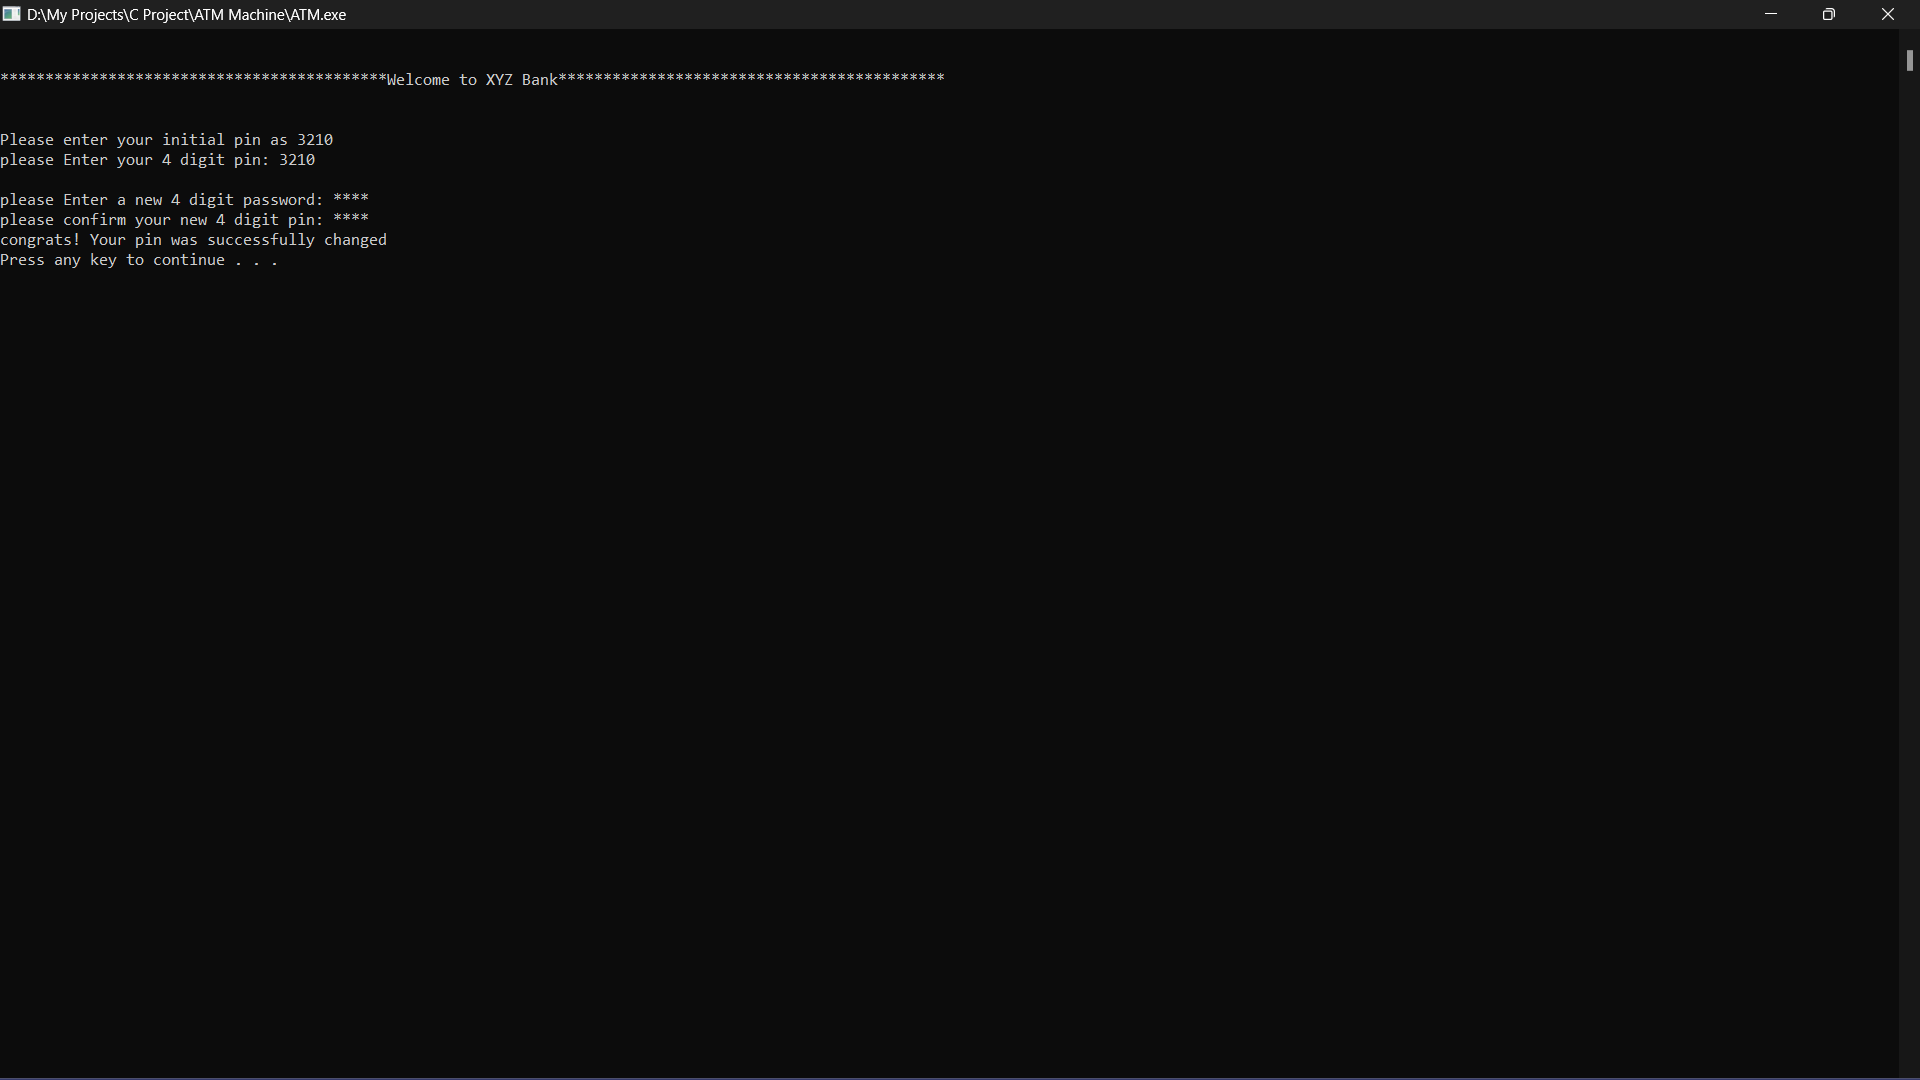 D:\My Projects\C Project\ATM Machine\ATM.exe
*******************************************Welcome to XYZ Bank*******************************************
Please enter your initial pin as 3210
please Enter your 4 digit pin: 3210
please Enter a new 4 digit password: ****
please confirm your new 4 digit pin: ****
congrats! Your pin was successfully changed
Press any key to continue . . .